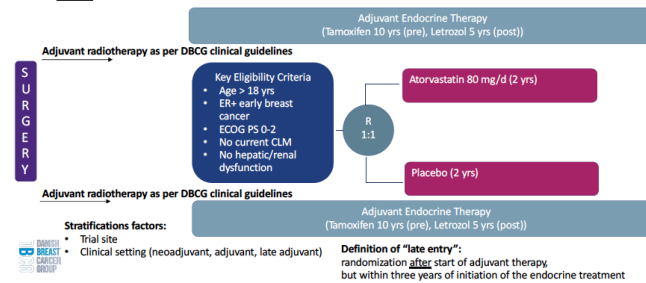 Adjuvant Endocrine Therapy
(Tamoxifen 10 yrs (pre), Letrozol 5 yrs (post))
Adjuvant radiotherapy as per DBCG clinical guidelines
SURGERY
Key Eligibility Criteria
• Age > 18 yrs
• ER+ early breast
cancer
• ECOG PS 0-2
• No current CLM
• No hepatic/renal
dysfunction
R
1:1
Atorvastatin 80 mg/d (2 yrs)
Placebo (2 yrs)
Adjuvant radiotherapy as per DBCG clinical guidelines
Adjuvant Endocrine Therapy
(Tamoxifen 10 yrs (pre), Letrozol 5 yrs (post))
Stratifications factors:
• Trial site
• Clinical setting (neoadjuvant, adjuvant, late adjuvant)
Definition of "late entry":
randomization after start of adjuvant therapy,
but within three years of initiation of the endocrine treatment
DANISH
BREAST
CANCER
GROUP